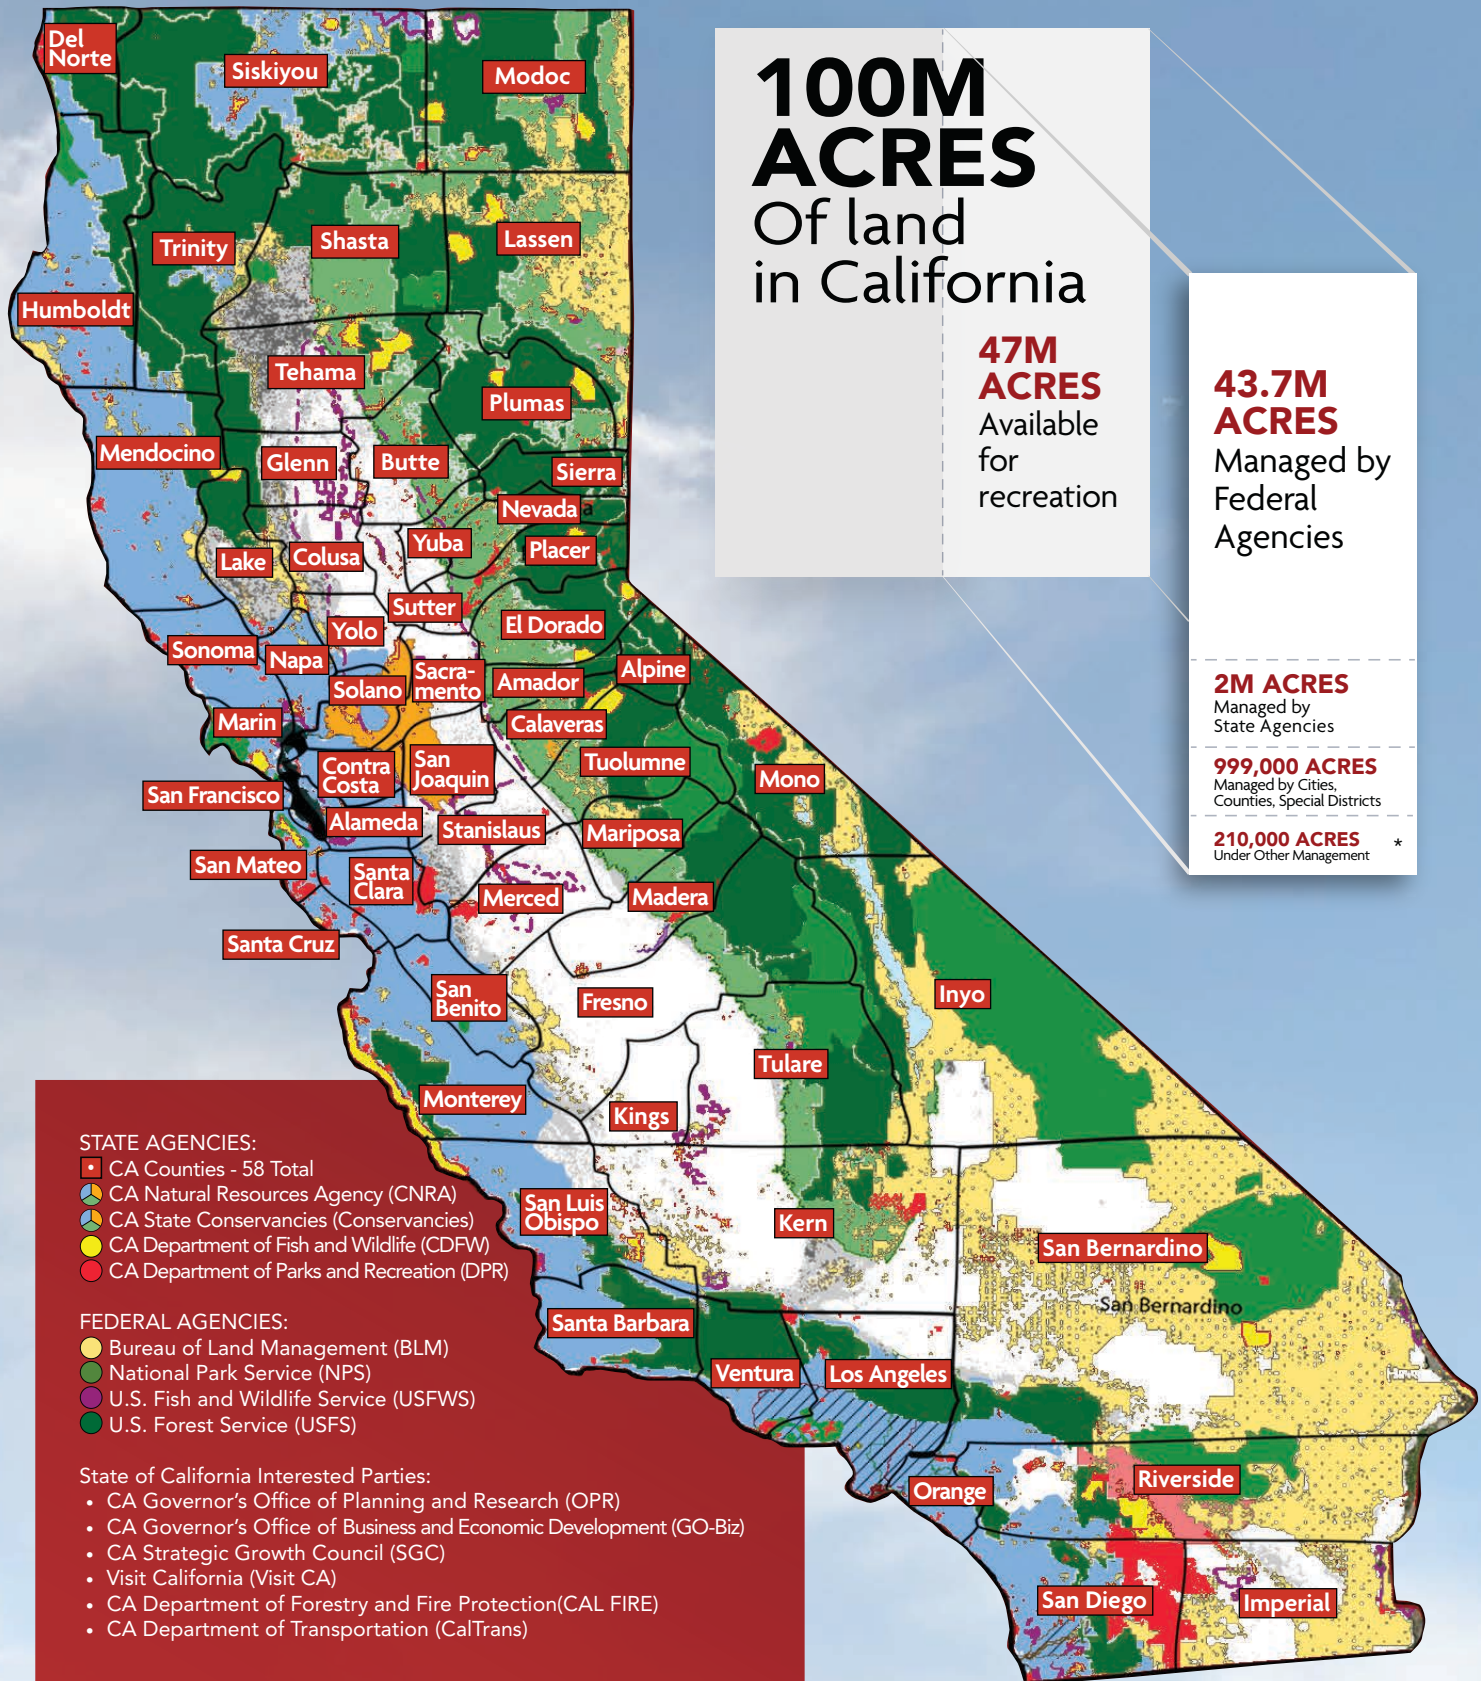 Del
Norte
Siskiyou
Modoc
Trinity
Shasta
Lassen
Humboldt
Tehama
Plumas
Mendocino
Glenn
Butte
Sierra
Nevada
a
Lake
Colusa
Yuba
Placer
Sutter
El Dorado
Yolo
Sonoma
Napa
Solano
Sacra-
mento
Amador
Alpine
Marin
Calaveras
Contra
Costa
San
Joaquin
Tuolumne
Mono
San Francisco
Alameda
Stanislaus
Mariposa
San Mateo
Santa
Clara
Merced
Madera
Santa Cruz
San
Benito
Fresno
Inyo
Tulare
Monterey
Kings
San Luis
Obispo
Kern
San Bernardino
San Bernardino
Santa Barbara
Ventura
Los Angeles
Orange
Riverside
San Diego
Imperial
100M
ACRES
Of land
in California
47M
ACRES
Available
for
recreation
43.7M
ACRES
Managed by
Federal
Agencies
2M ACRES
Managed by
State Agencies
999,000 ACRES
Managed by Cities,
Counties, Special Districts
210,000 ACRES *
Under Other Management
STATE AGENCIES:
CA Counties - 58 Total
CA Natural Resources Agency (CNRA)
CA State Conservancies (Conservancies)
CA Department of Fish and Wildlife (CDFW)
CA Department of Parks and Recreation (DPR)
FEDERAL AGENCIES:
Bureau of Land Management (BLM)
National Park Service (NPS)
U.S. Fish and Wildlife Service (USFWS)
U.S. Forest Service (USFS)
State of California Interested Parties:
• CA Governor's Office of Planning and Research (OPR)
• CA Governor's Office of Business and Economic Development (GO-Biz)
• CA Strategic Growth Council (SGC)
• Visit California (Visit CA)
• CA Department of Forestry and Fire Protection(CAL FIRE)
• CA Department of Transportation (CalTrans)